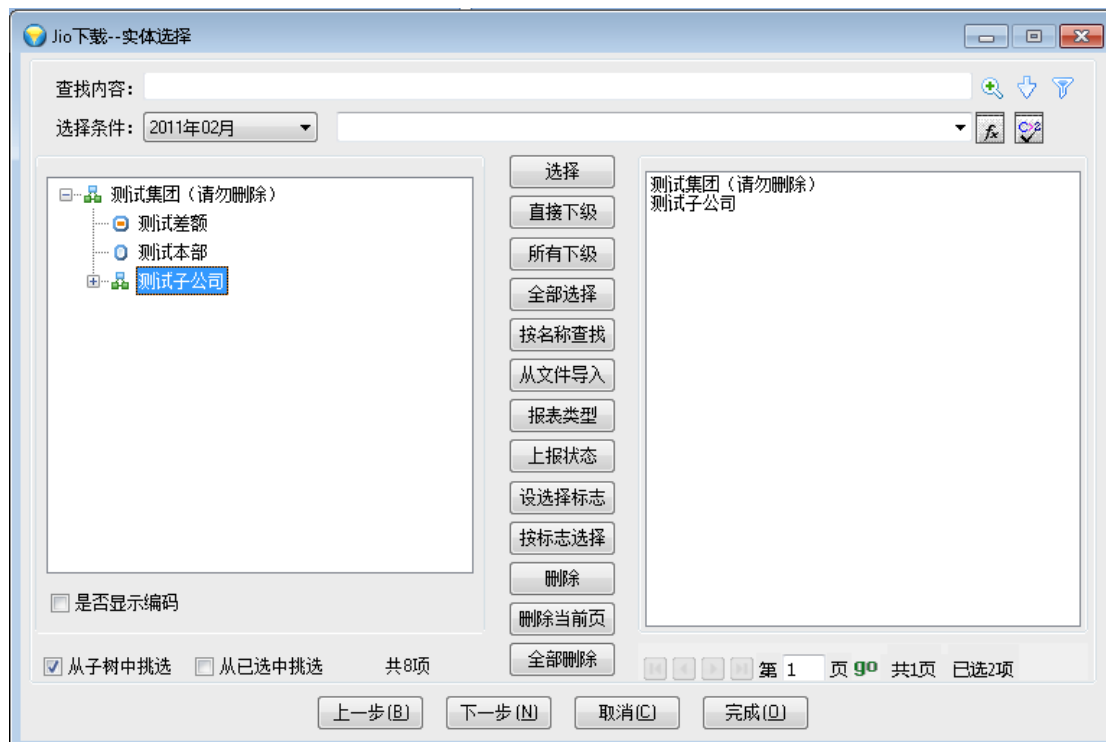 Jio下载--实体选择
查找内容：
选择条件： 2011年02月
测试集团（请勿删除）
测试差额
测试本部
测试子公司
是否显示编码
从子树中挑选 从已选中挑选 共8项
选择
直接下级
所有下级
全部选择
按名称查找
从文件导入
报表类型
上报状态
设选择标志
按标志选择
删除
删除当前页
全部删除
测试集团（请勿删除）
测试子公司
第 1 页 go 共1页 已选2项
上一步(B) 下一步(N) 取消(C) 完成(O)